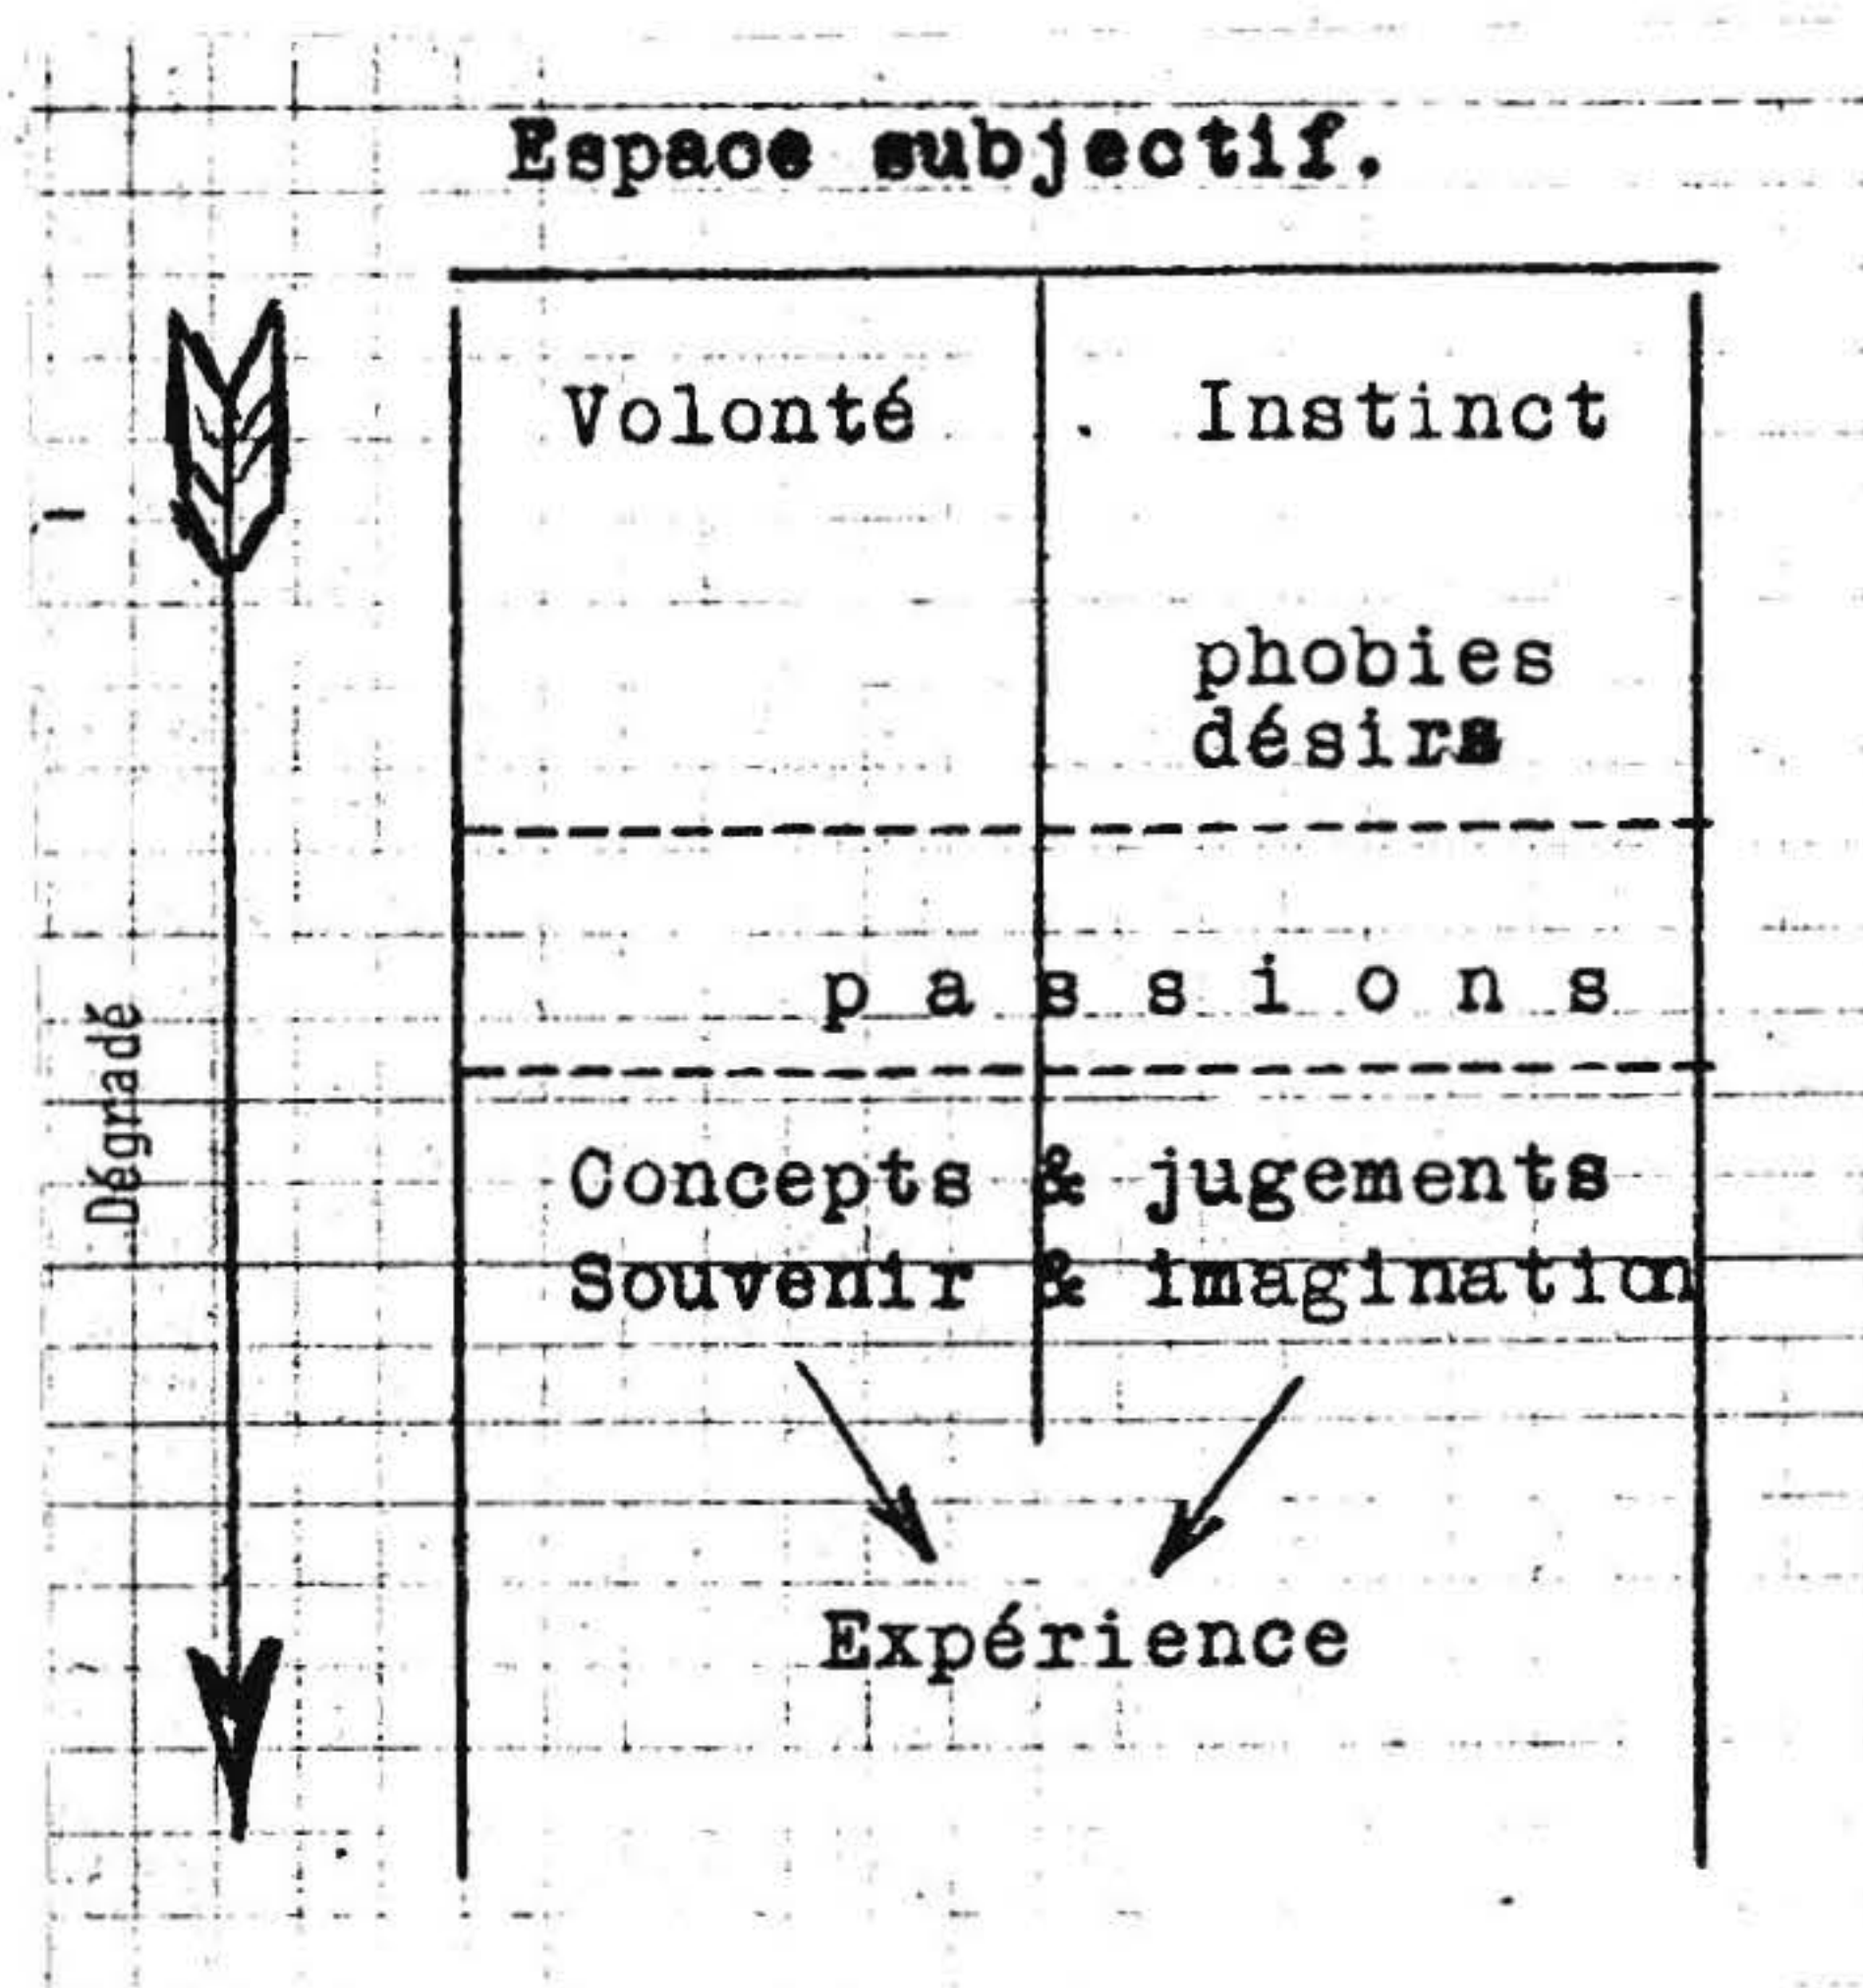 Espace subjectif.
Volonté Instinct
phobies
désirs
passions
Dégradé
Concepts & jugements
Souvenir & imagination
Expérience